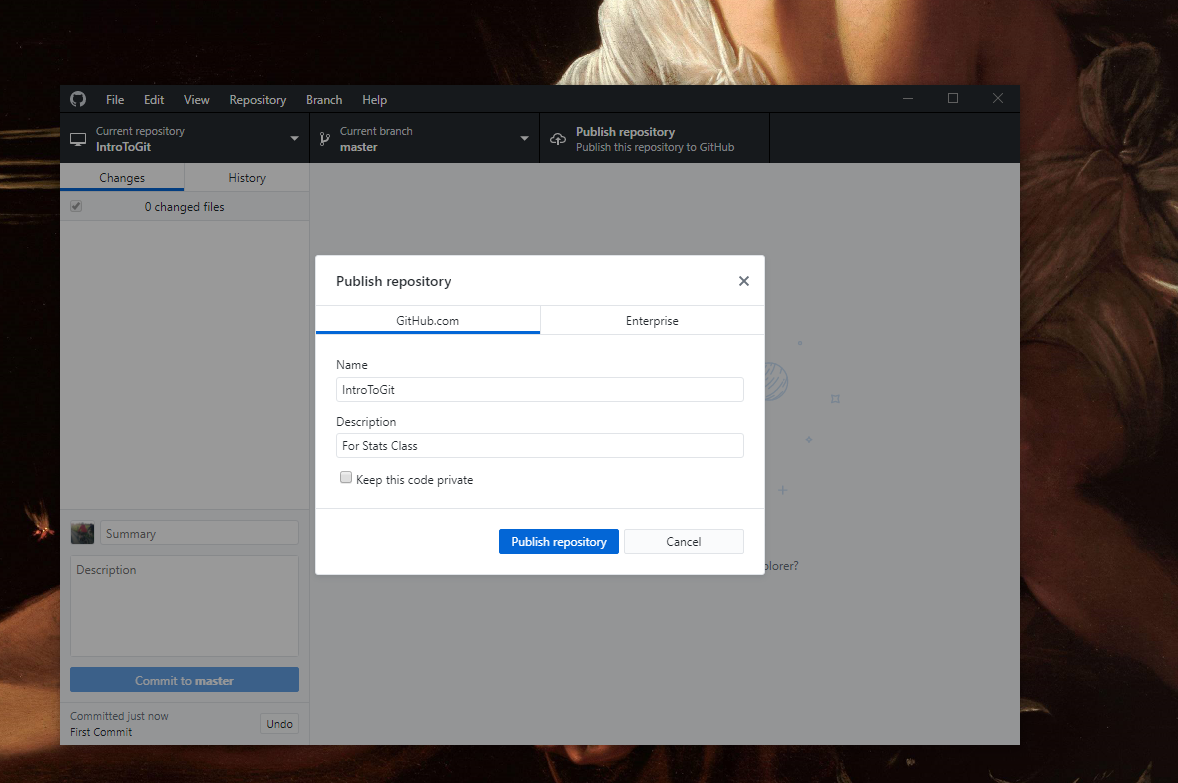 File Edit View Repository Branch Help
Current repository
IntroToGit
Current branch
master
Publish repository
Publish this repository to GitHub
Changes
History
0 changed files
Publish repository
GitHub.com
Enterprise
Name
IntroToGit
Description
For Stats Class
Keep this code private
Publish repository
Cancel
plorer?
Summary
Description
Commit to master
Committed just now
First Commit
Undo